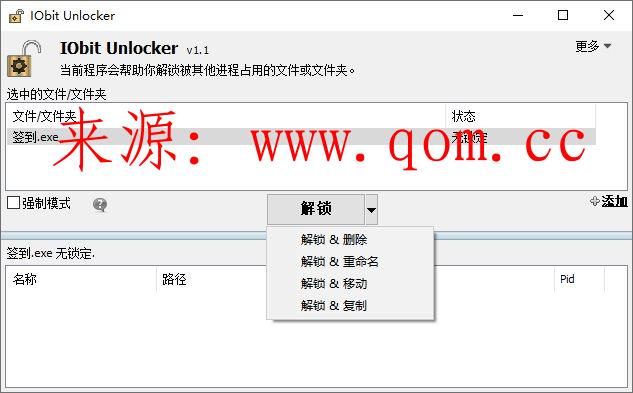 IObit Unlocker
IObit Unlocker v1.1
更多
当前程序会帮助你解锁被其他进程占用的文件或文件夹。
选中的文件/文件夹
文件/文件夹 状态
签到.exe 无锁定
来源: www.qom.cc
强制模式 ? 解锁 添加
解锁 & 删除
签到.exe 无锁定.
解锁 & 重命名
名称 路径 Pid
解锁 & 移动
解锁 & 复制